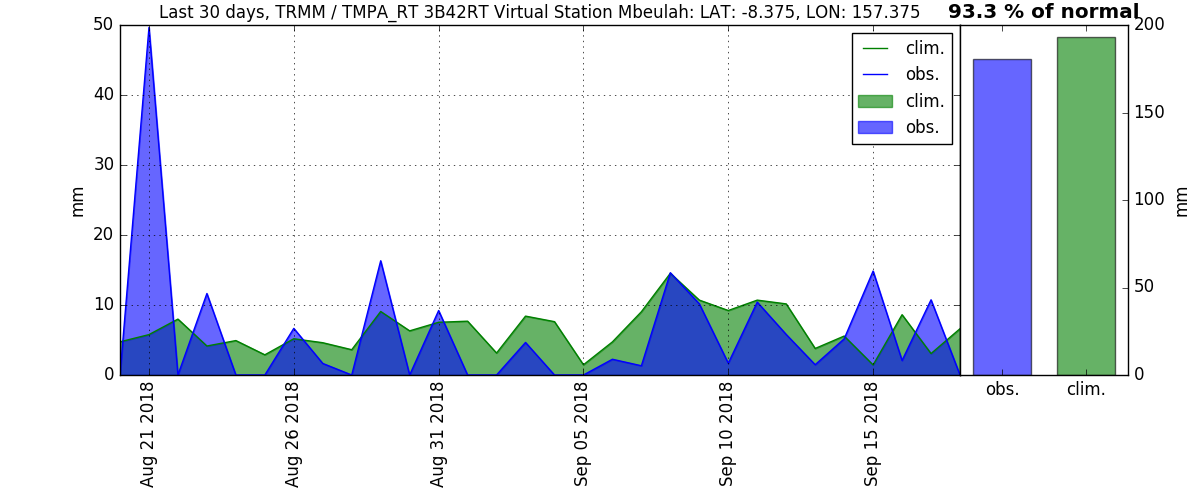 Last 30 days, TRMM / TMPA_RT 3B42RT Virtual Station Mbeulah: LAT: -8.375, LON: 157.375
93.3 % of normal
50
40
30
20
10
0
mm
clim.
obs.
clim.
obs.
200
150
100
50
0
mm
obs.
clim.
Aug 21 2018
Aug 26 2018
Aug 31 2018
Sep 05 2018
Sep 10 2018
Sep 15 2018